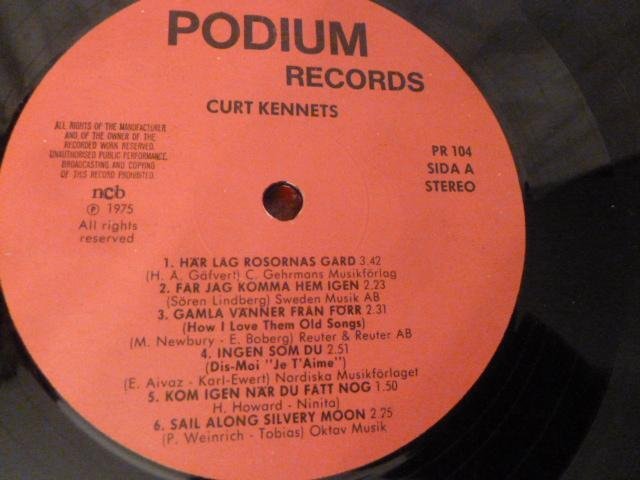 PODIUM
RECORDS
CURT KENNETS
ALL RIGHTS OF THE MANUFACTURER
AND OF THE OWNER OF THE
RECORDED WORK RESERVED.
UNAUTHORISED PUBLIC PERFORMANCE,
BROADCASTING AND COPYING
OF THIS RECORD PROHIBITED.
ncb
Ⓟ 1975
All rights
reserved
PR 104
SIDA A
STEREO
1. HÄR LAG ROSORNAS GARD 3.42
(H. A. Gäfvert) C. Gehrmans Musikförlag
2. FAR JAG KOMMA HEM IGEN 2.23
(Sören Lindberg) Sweden Musik AB
3. GAMLA VÄNNER FRAN FÖRR 2.31
(How I Love Them Old Songs)
(M. Newbury - E. Boberg) Reuter & Reuter AB
4. INGEN SOM DU 2.51
(Dis-Moi "Je T'Aime")
(E. Aivaz - Karl-Ewert) Nordiska Musikförlaget
5. KOM IGEN NÄR DU FATT NOG 1.50
H. Howard - Ninita)
6. SAIL ALONG SILVERY MOON 2.25
(P. Weinrich - Tobias) Oktav Musik